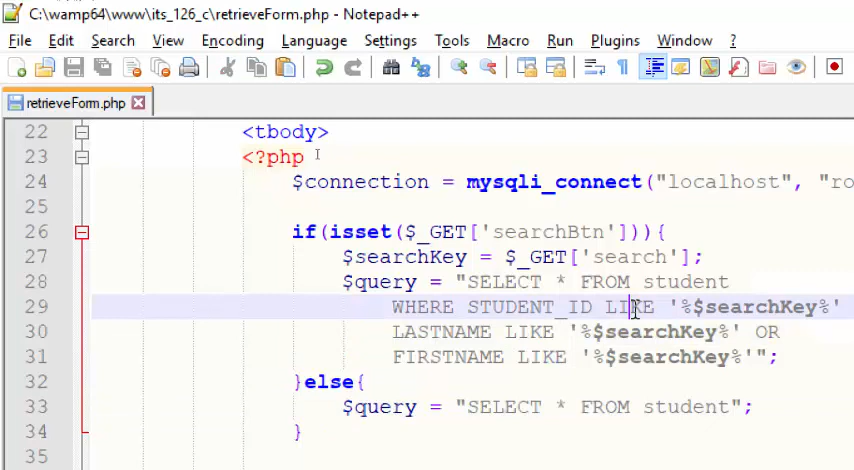 C:\wamp64\www\its_126_c\retrieveForm.php - Notepad++
File Edit Search View Encoding Language Settings Tools Macro Run Plugins Window ?
retrieveForm.php
22 <tbody>
23 <?php
24 $connection = mysqli_connect("localhost", "ro
25
26 if(isset($_GET['searchBtn'])){
27 $searchKey = $_GET['search'];
28 $query = "SELECT * FROM student
29 WHERE STUDENT_ID LIKE '%$searchKey%'
30 LASTNAME LIKE '%$searchKey%' OR
31 FIRSTNAME LIKE '%$searchKey%'";
32 }else{
33 $query = "SELECT * FROM student";
34 }
35